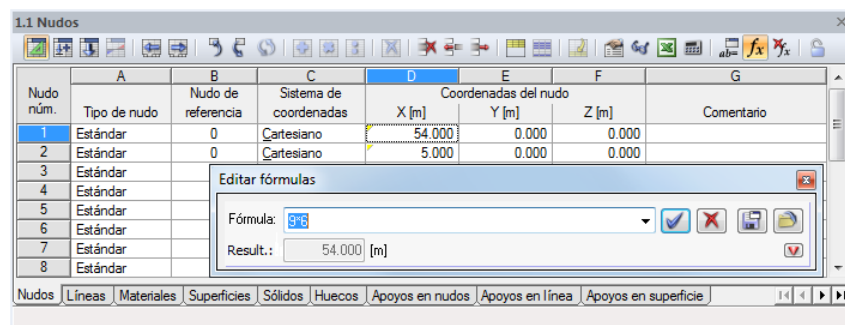 1.1 Nudos
A B C D E F G
Nudo núm. Tipo de nudo Nudo de referencia Sistema de coordenadas Coordenadas del nudo X [m] Y [m] Z [m] Comentario
1 Estándar 0 Cartesiano 54.000 0.000 0.000
2 Estándar 0 Cartesiano 5.000 0.000 0.000
3 Estándar
4 Estándar
5 Estándar
6 Estándar
7 Estándar
8 Estándar
Editar fórmulas
Fórmula: 9*6
Result.: 54.000 [m]
Nudos Líneas Materiales Superficies Sólidos Huecos Apoyos en nudos Apoyos en línea Apoyos en superficie